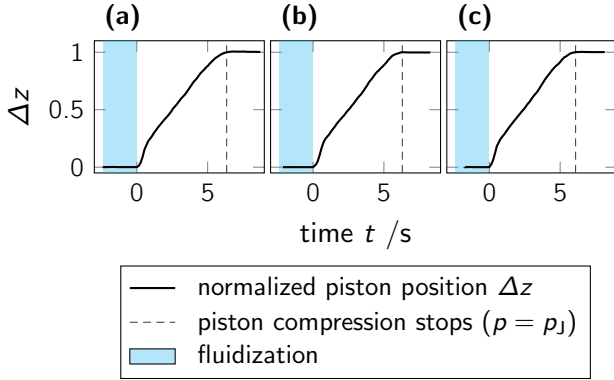 (a) (b) (c)
1
0.5
0
Δz
0 5 0 5 0 5
time t /s
normalized piston position Δz
piston compression stops (p = pJ)
fluidization